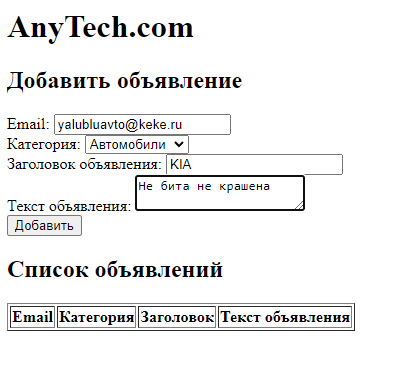 AnyTech.com
Добавить объявление
Email: yalubluavto@keke.ru
Категория: Автомобили
Заголовок объявления: KIA
Текст объявления: Не бита не крашена
Добавить
Список объявлений
Email Категория Заголовок Текст объявления